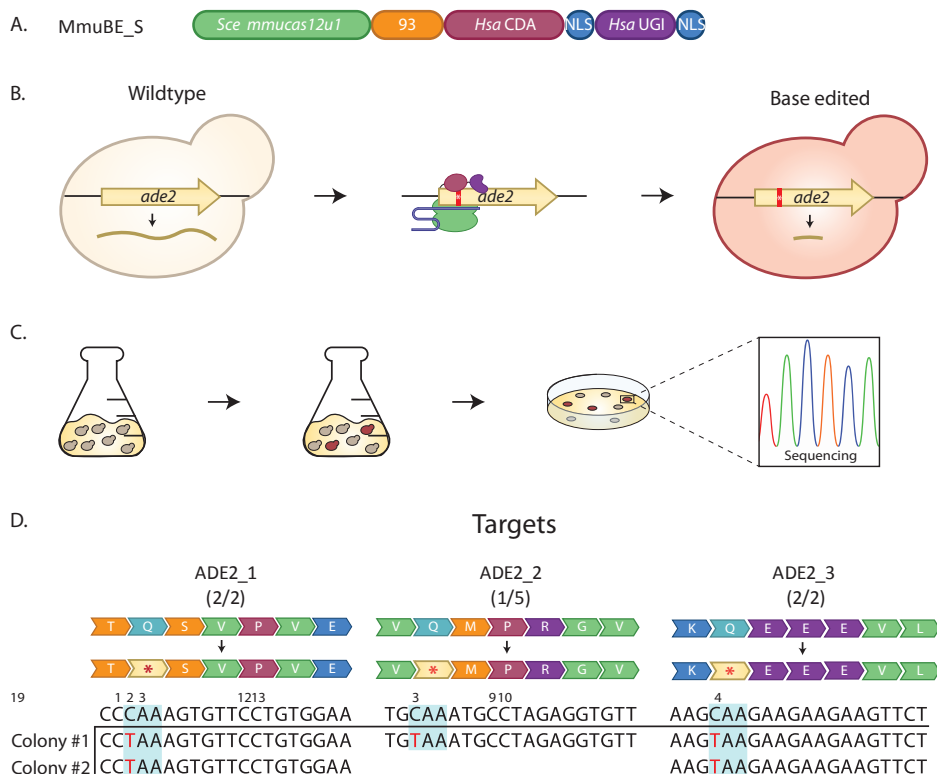 A. MmuBE_S Sce mmucas12u1 93 Hsa CDA NLS Hsa UGI NLS
B. Wildtype Base edited
ade2 * ade2 * ade2
C.
Sequencing
D. Targets
ADE2_1 ADE2_2 ADE2_3
(2/2) (1/5) (2/2)
T Q S V P V E V Q M P R G V K Q E E E V L
T * S V P V E V * M P R G V K * E E E V L
19 1 2 3 1213 3 910 4
CCCAAAGTGTTCCTGTGGAA TGCAAATGCCTAGAGGTGTT AAGCAAGAAGAAGAAGTTCT
Colony #1 CCTAAAGTGTTCCTGTGGAA TGTAAATGCCTAGAGGTGTT AAGTAAGAAGAAGAAGTTCT
Colony #2 CCTAAAGTGTTCCTGTGGAA AAGTAAGAAGAAGAAGTTCT